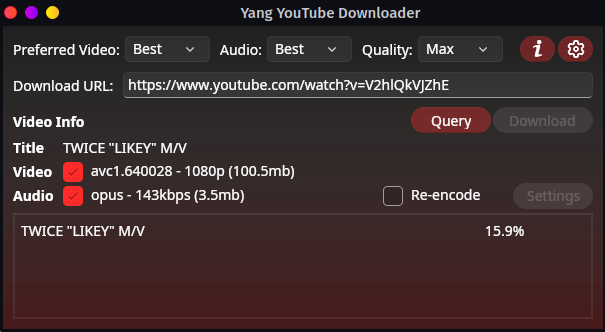 Yang YouTube Downloader
Preferred Video: Best Audio: Best Quality: Max i
Download URL: https://www.youtube.com/watch?v=V2hlQkVJZhE
Video Info Query Download
Title TWICE "LIKEY" M/V
Video avc1.640028 - 1080p (100.5mb)
Audio opus - 143kbps (3.5mb) Re-encode Settings
TWICE "LIKEY" M/V 15.9%